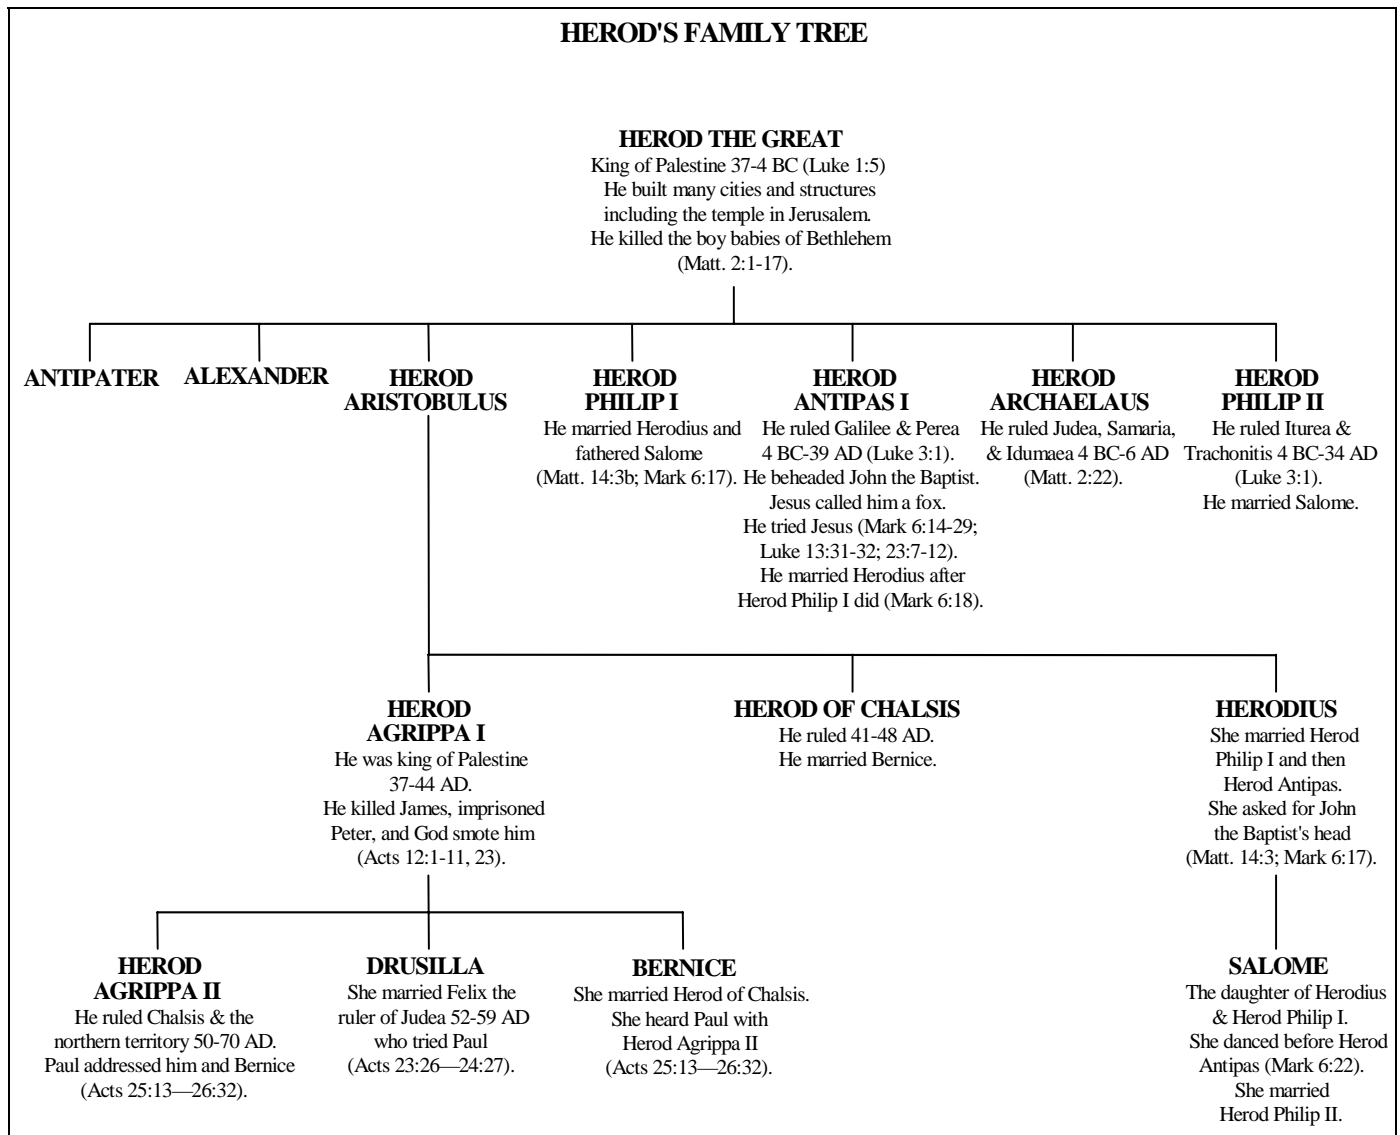 HEROD'S FAMILY TREE
HEROD THE GREAT
King of Palestine 37-4 BC (Luke 1:5)
He built many cities and structures
including the temple in Jerusalem.
He killed the boy babies of Bethlehem
(Matt. 2:1-17).
ANTIPATER
ALEXANDER
HEROD
ARISTOBULUS
HEROD
PHILIP I
He married Herodius and
fathered Salome
(Matt. 14:3b; Mark 6:17).
HEROD
ANTIPAS I
He ruled Galilee & Perea
4 BC-39 AD (Luke 3:1).
He beheaded John the Baptist.
Jesus called him a fox.
He tried Jesus (Mark 6:14-29;
Luke 13:31-32; 23:7-12).
He married Herodius after
Herod Philip I did (Mark 6:18).
HEROD
ARCHAELAUS
He ruled Judea, Samaria,
& Idumaea 4 BC-6 AD
(Matt. 2:22).
HEROD
PHILIP II
He ruled Iturea &
Trachonitis 4 BC-34 AD
(Luke 3:1).
He married Salome.
HEROD
AGRIPPA I
He was king of Palestine
37-44 AD.
He killed James, imprisoned
Peter, and God smote him
(Acts 12:1-11, 23).
HEROD OF CHALSIS
He ruled 41-48 AD.
He married Bernice.
HERODIUS
She married Herod
Philip I and then
Herod Antipas.
She asked for John
the Baptist's head
(Matt. 14:3; Mark 6:17).
HEROD
AGRIPPA II
He ruled Chalsis & the
northern territory 50-70 AD.
Paul addressed him and Bernice
(Acts 25:13—26:32).
DRUSILLA
She married Felix the
ruler of Judea 52-59 AD
who tried Paul
(Acts 23:26—24:27).
BERNICE
She married Herod of Chalsis.
She heard Paul with
Herod Agrippa II
(Acts 25:13—26:32).
SALOME
The daughter of Herodius
& Herod Philip I.
She danced before Herod
Antipas (Mark 6:22).
She married
Herod Philip II.